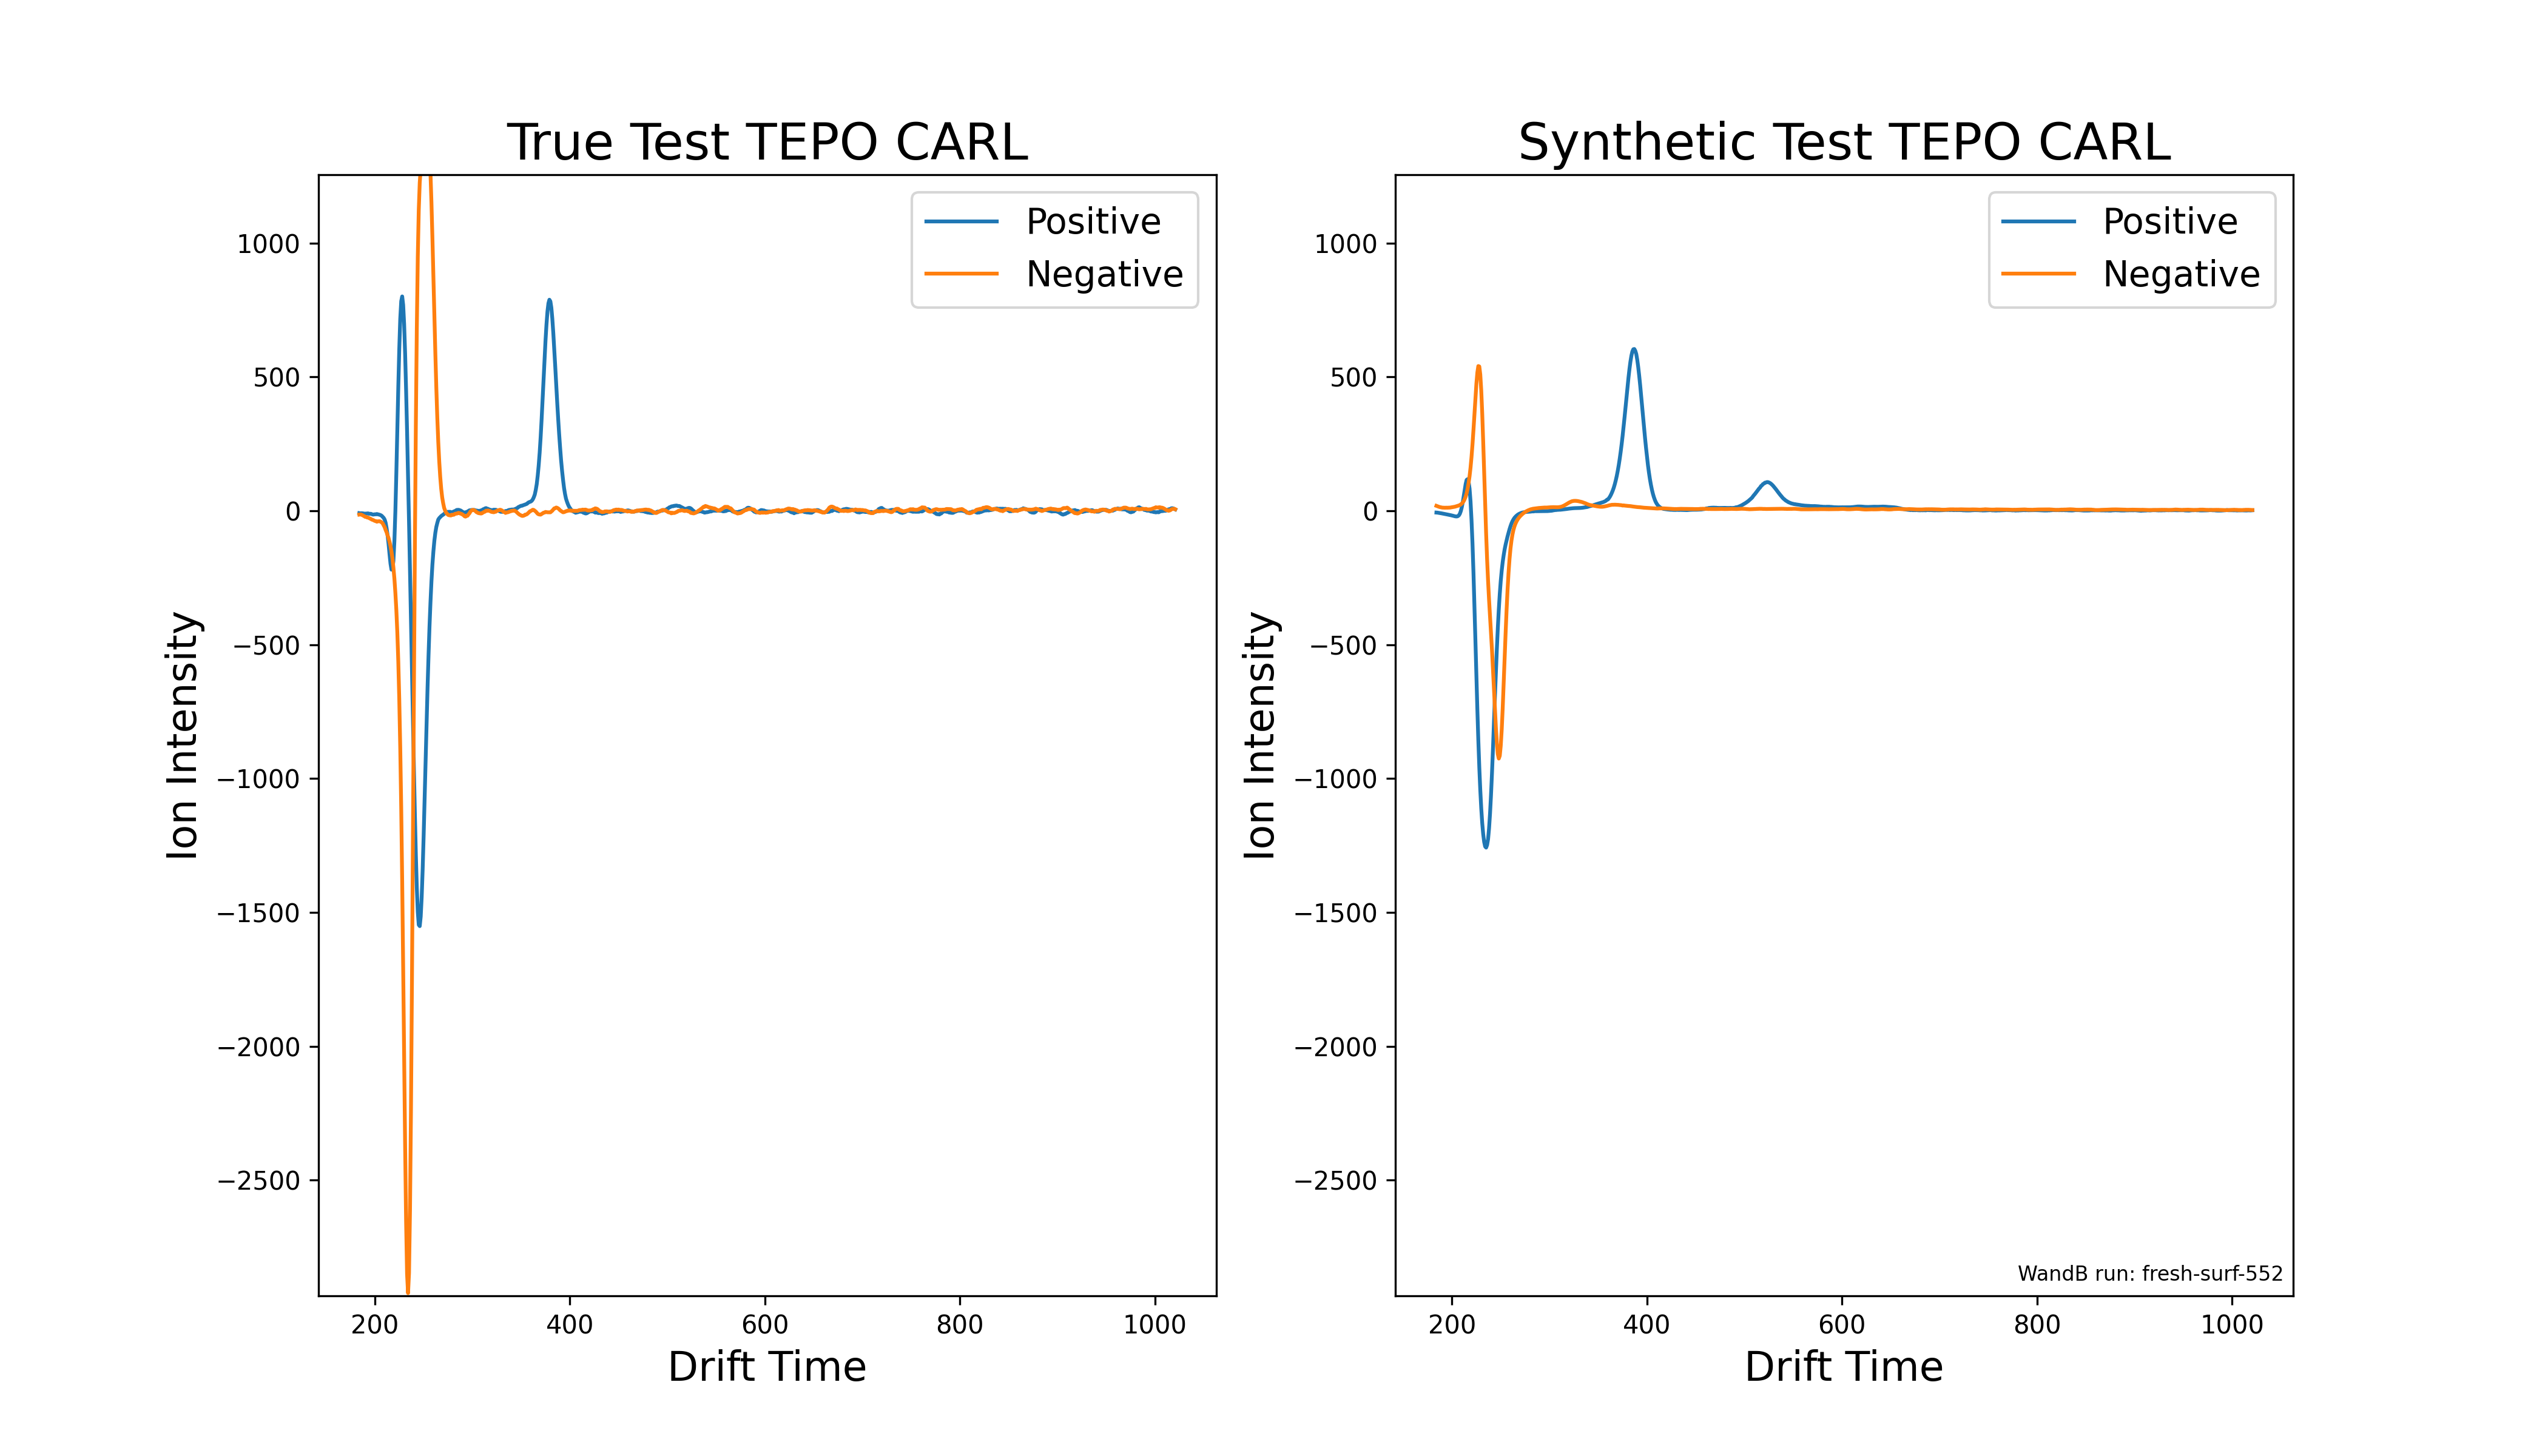 True Test TEPO CARL
Positive
Negative
1000
500
0
−500
−1000
−1500
−2000
−2500
Ion Intensity
200 400 600 800 1000
Drift Time
Synthetic Test TEPO CARL
Positive
Negative
1000
500
0
−500
−1000
−1500
−2000
−2500
Ion Intensity
WandB run: fresh-surf-552
200 400 600 800 1000
Drift Time